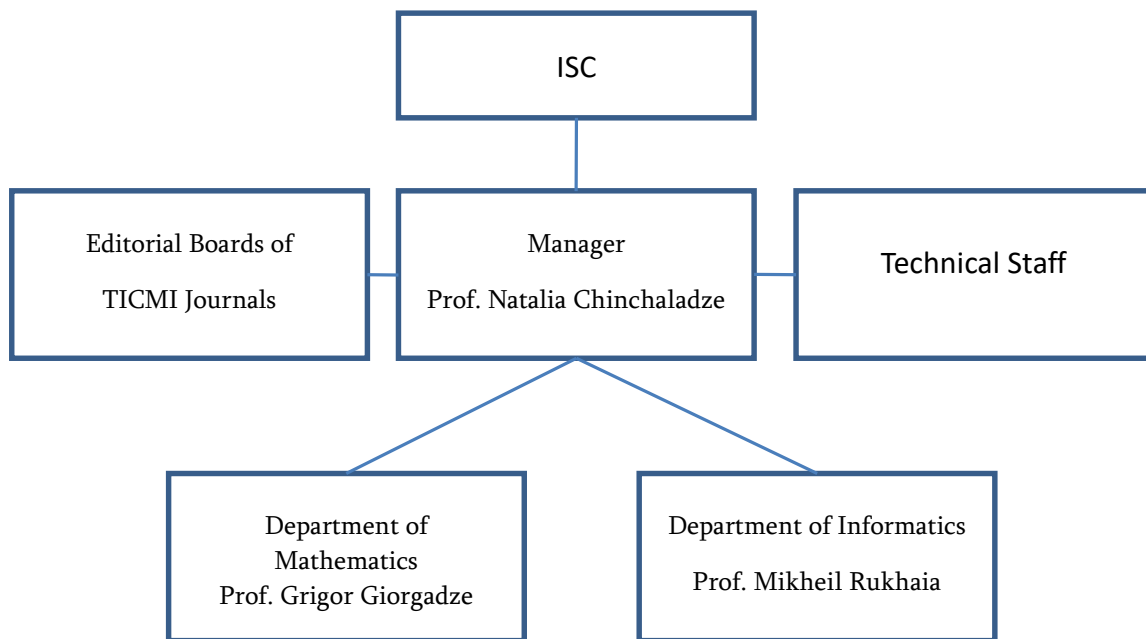 ISC
Editorial Boards of
TICMI Journals
Manager
Prof. Natalia Chinchaladze
Technical Staff
Department of
Mathematics
Prof. Grigor Giorgadze
Department of Informatics
Prof. Mikheil Rukhaia